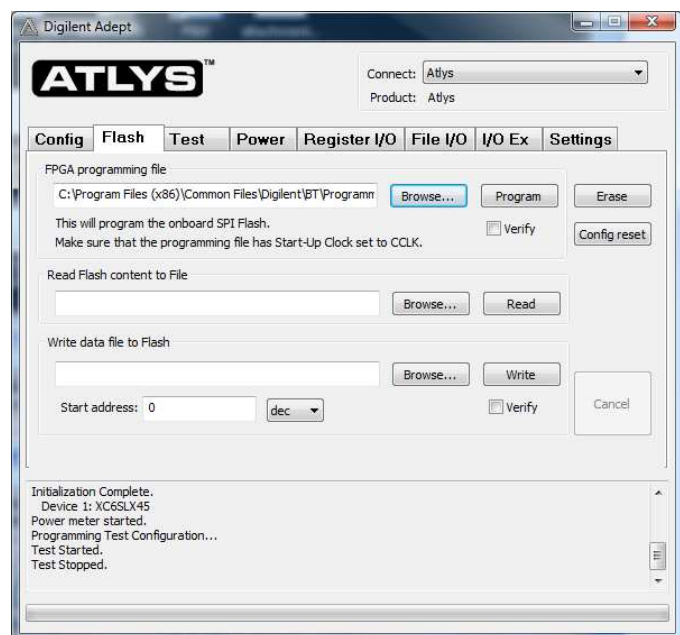 Digilent Adept
ATLYS™
Connect: Atlys
Product: Atlys
Config Flash Test Power Register I/O File I/O I/O Ex Settings
FPGA programming file
C:\Program Files (x86)\Common Files\Digilent\BT\Programm Browse... Program Erase
This will program the onboard SPI Flash.
Make sure that the programming file has Start-Up Clock set to CCLK.
Verify
Config reset
Read Flash content to File
Browse... Read
Write data file to Flash
Browse... Write
Start address: 0 dec Verify
Cancel
Initialization Complete.
Device 1: XC6SLX45
Power meter started.
Programming Test Configuration...
Test Started.
Test Stopped.